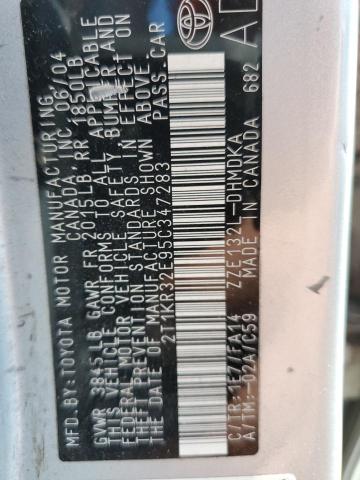 MFD.BY:TOYOTA MOTOR MANUFACTURING
CANADA, INC. 06/04
GVWR 3845LB GAWR FR 2015LB RR 1850LB
THIS VEHICLE CONFORMS TO ALL APPLICABLE
FEDERAL MOTOR VEHICLE SAFETY, BUMPER, AND
THEFT PREVENTION STANDARDS IN EFFECT ON
THE DATE OF MANUFACTURE SHOWN ABOVE.
2T1KR32E95C347283 PASS.CAR
C/TR:1E7/FA14 ZZE132L-DHMDKA
A/TM:-02A/C59 MADE IN CANADA 682